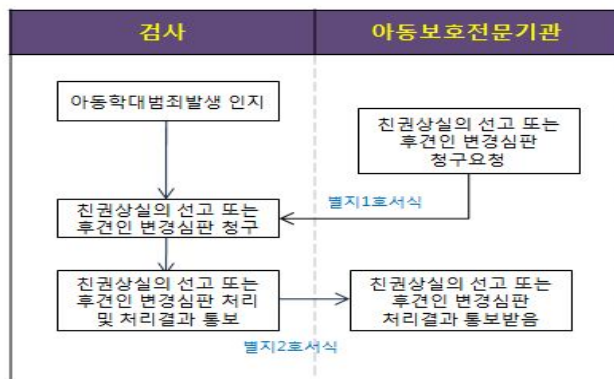 검사
아동보호전문기관
아동학대범죄발생 인지
친권상실의 선고 또는
후견인 변경심판
청구요청
별지1호서식
친권상실의 선고 또는
후견인 변경심판 청구
친권상실의 선고 또는
후견인 변경심판 처리
및 처리결과 통보
친권상실의 선고 또는
후견인 변경심판
처리결과 통보받음
별지2호서식